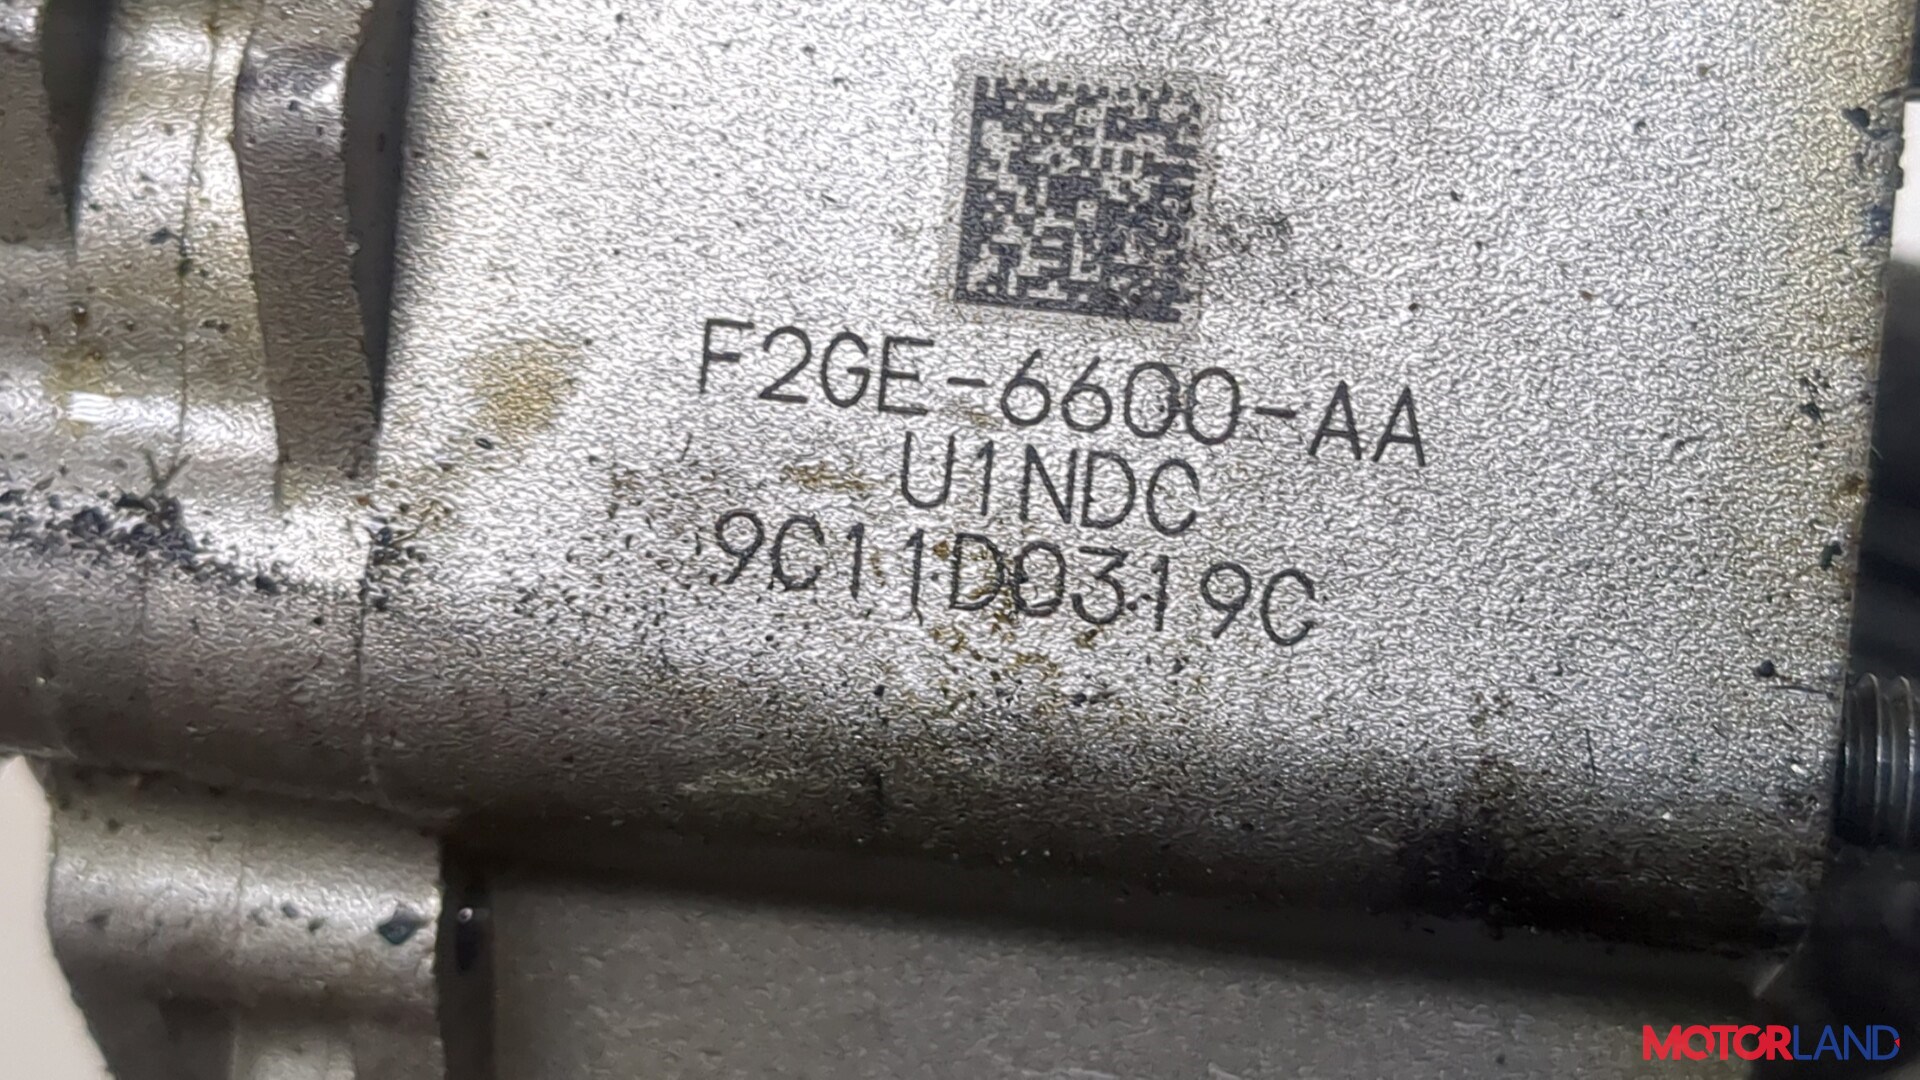 F2GE-6600-AA
U1NDC
9C11D0319C
MOTORLAND